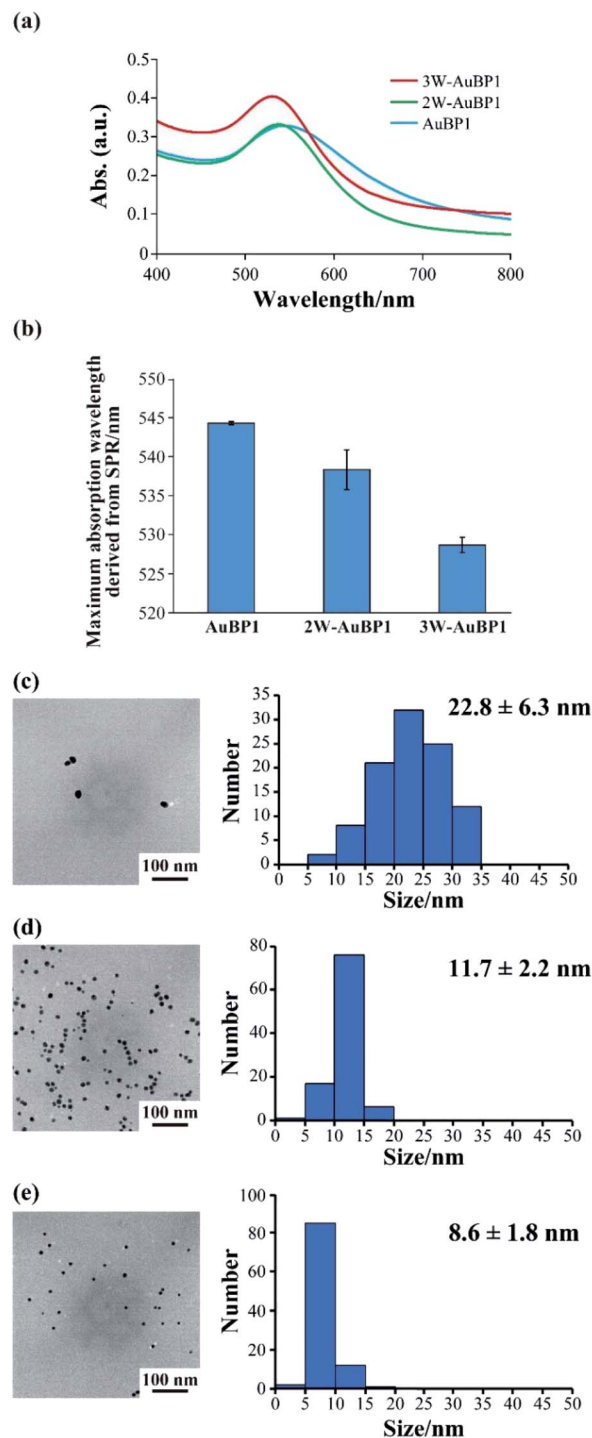 (a)
0.5
0.4
0.3
0.2
0.1
0
Abs. (a.u.)
3W-AuBP1
2W-AuBP1
AuBP1
400
500
600
700
800
Wavelength/nm
(b)
Maximum absorption wavelength
derived from SPR/nm
550
545
540
535
530
525
520
AuBP1
2W-AuBP1
3W-AuBP1
(c)
100 nm
Number
35
30
25
20
15
10
5
0
22.8 ± 6.3 nm
0 5 10 15 20 25 30 35 40 45 50
Size/nm
(d)
100 nm
Number
80
60
40
20
0
11.7 ± 2.2 nm
0 5 10 15 20 25 30 35 40 45 50
Size/nm
(e)
100 nm
Number
100
80
60
40
20
0
8.6 ± 1.8 nm
0 5 10 15 20 25 30 35 40 45 50
Size/nm